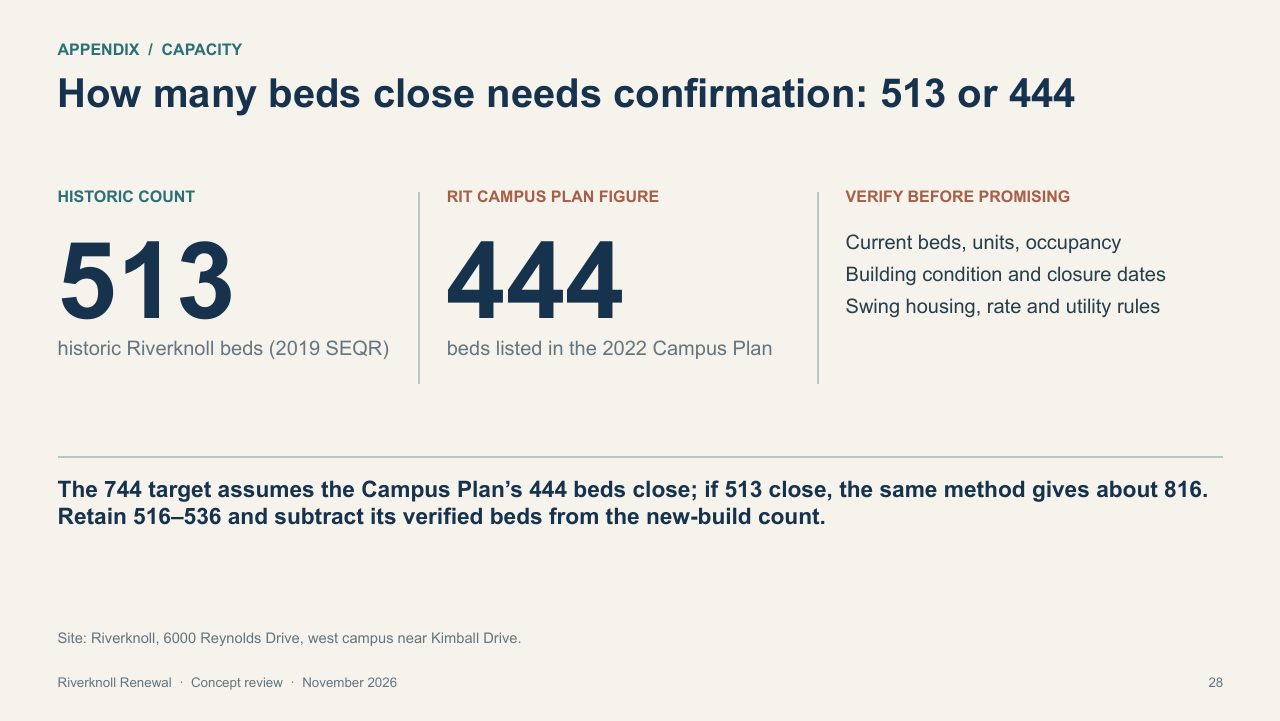 APPENDIX / CAPACITY
How many beds close needs confirmation: 513 or 444
HISTORIC COUNT
513
historic Riverknoll beds (2019 SEQR)
RIT CAMPUS PLAN FIGURE
444
beds listed in the 2022 Campus Plan
VERIFY BEFORE PROMISING
Current beds, units, occupancy
Building condition and closure dates
Swing housing, rate and utility rules
The 744 target assumes the Campus Plan’s 444 beds close; if 513 close, the same method gives about 816.
Retain 516–536 and subtract its verified beds from the new-build count.
Site: Riverknoll, 6000 Reynolds Drive, west campus near Kimball Drive.
Riverknoll Renewal · Concept review · November 2026
28